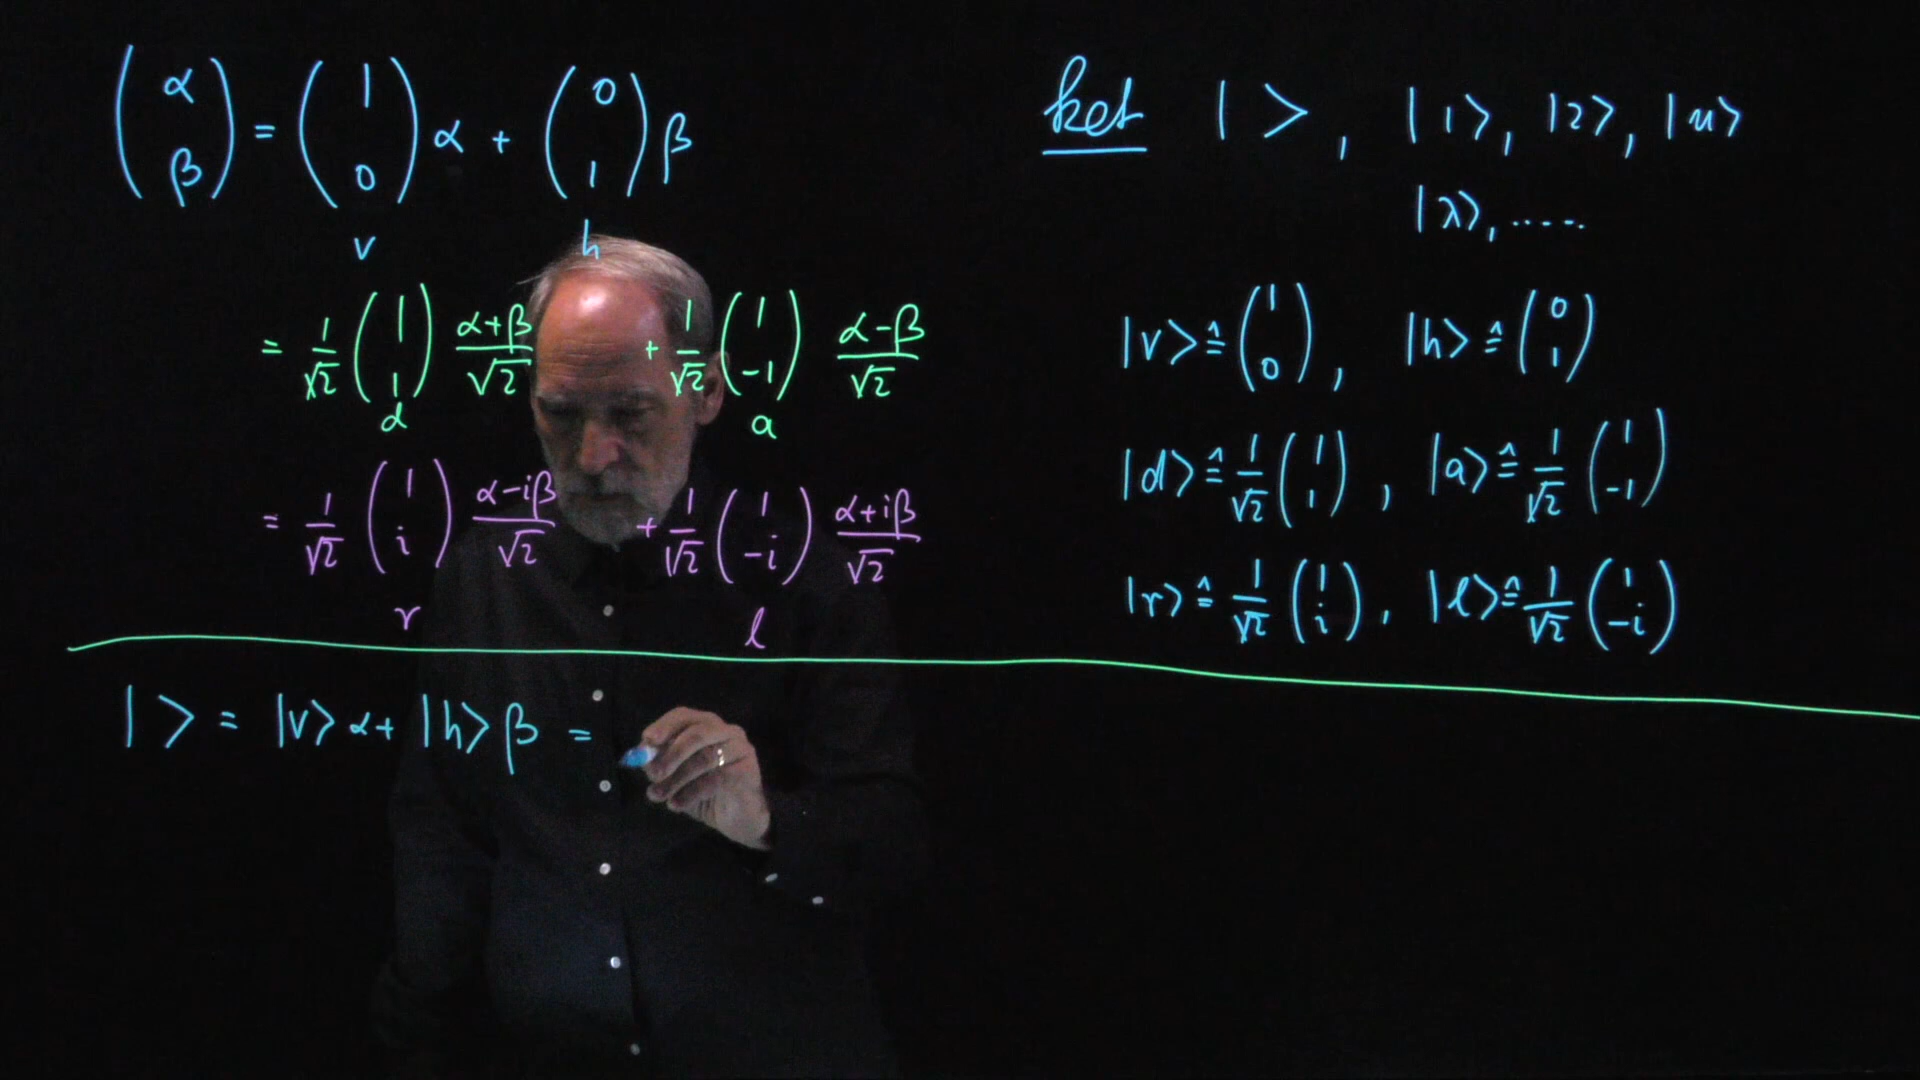 (α β) = (1 0) α + (0 1) β
v h
= 1/√2 (1 1) α+β/√2 + 1/√2 (1 -1) α-β/√2
d a
= 1/√2 (1 i) α-iβ/√2 + 1/√2 (1 -i) α+iβ/√2
r l
| > = |v>α + |h>β =
ket | >, |1>, |2>, |u>
|λ>, .....
|v> ≙ (1 0), |h> ≙ (0 1)
|d> ≙ 1/√2 (1 1), |a> ≙ 1/√2 (1 -1)
|r> ≙ 1/√2 (1 i), |l> ≙ 1/√2 (1 -i)